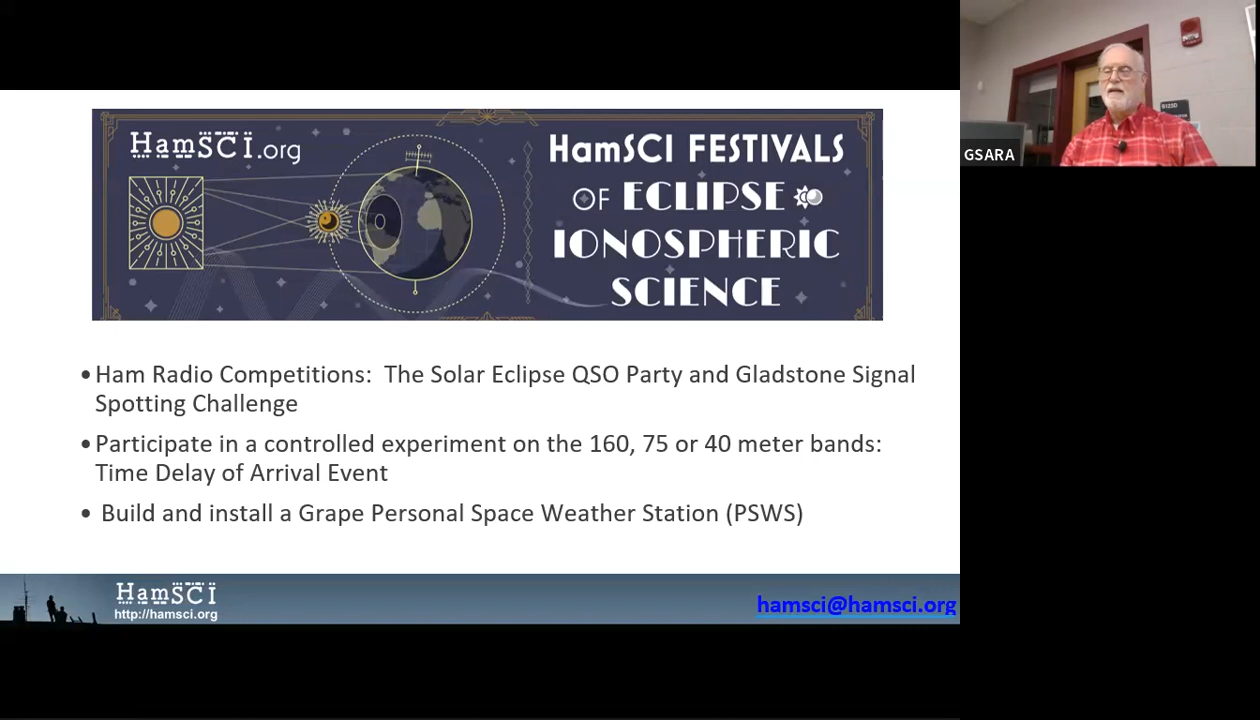 HamSCI.org
HamSCI FESTIVALS
OF ECLIPSE
IONOSPHERIC
SCIENCE
•Ham Radio Competitions: The Solar Eclipse QSO Party and Gladstone Signal
Spotting Challenge
•Participate in a controlled experiment on the 160, 75 or 40 meter bands:
Time Delay of Arrival Event
• Build and install a Grape Personal Space Weather Station (PSWS)
HamSCI
http://hamsci.org
hamsci@hamsci.org
GSARA